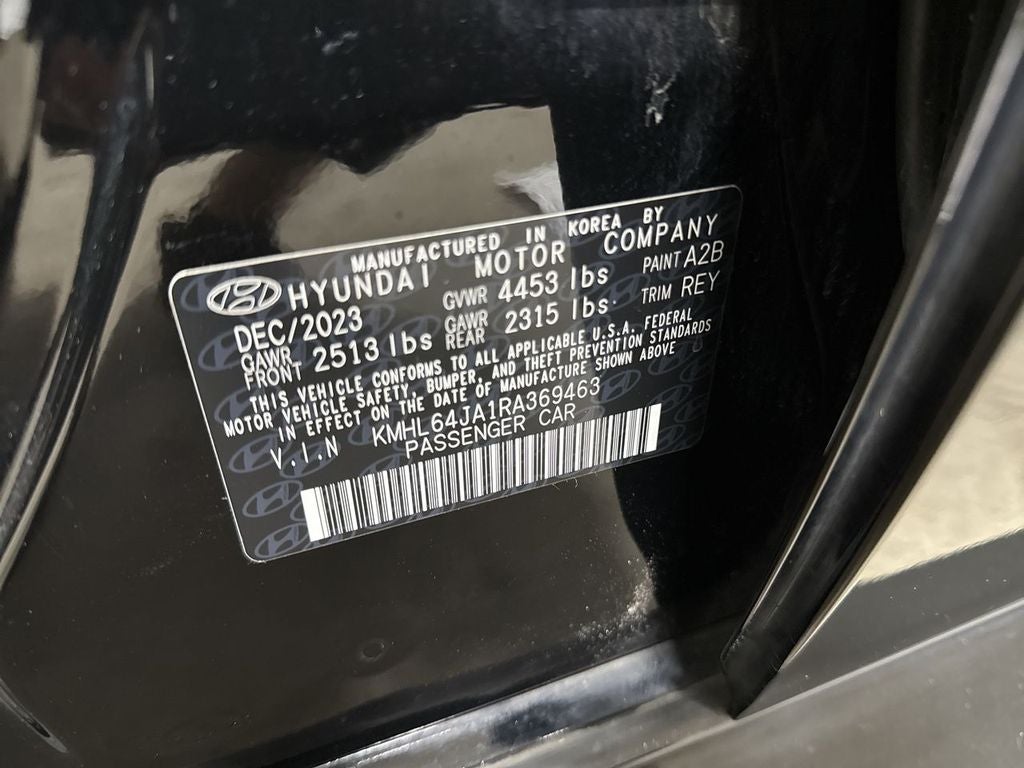 MANUFACTURED IN KOREA BY
HYUNDAI MOTOR COMPANY
DEC/2023 GVWR 4453 lbs PAINT A2B
GAWR FRONT 2513 lbs GAWR REAR 2315 lbs TRIM REY
THIS VEHICLE CONFORMS TO ALL APPLICABLE U.S.A. FEDERAL
MOTOR VEHICLE SAFETY, BUMPER, AND THEFT PREVENTION STANDARDS
IN EFFECT ON THE DATE OF MANUFACTURE SHOWN ABOVE
V.I.N KMHL64JA1RA369463
PASSENGER CAR